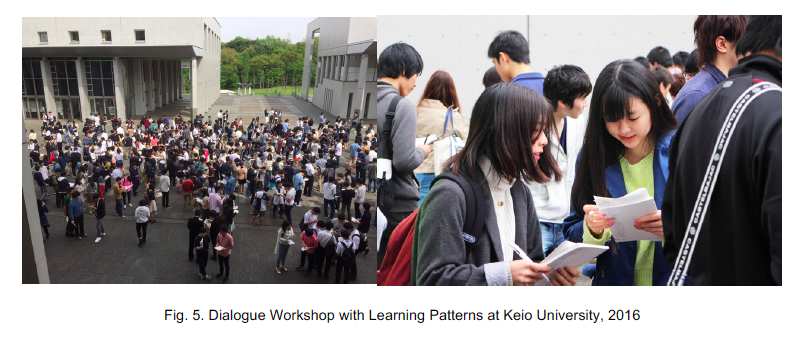 Fig. 5. Dialogue Workshop with Learning Patterns at Keio University, 2016